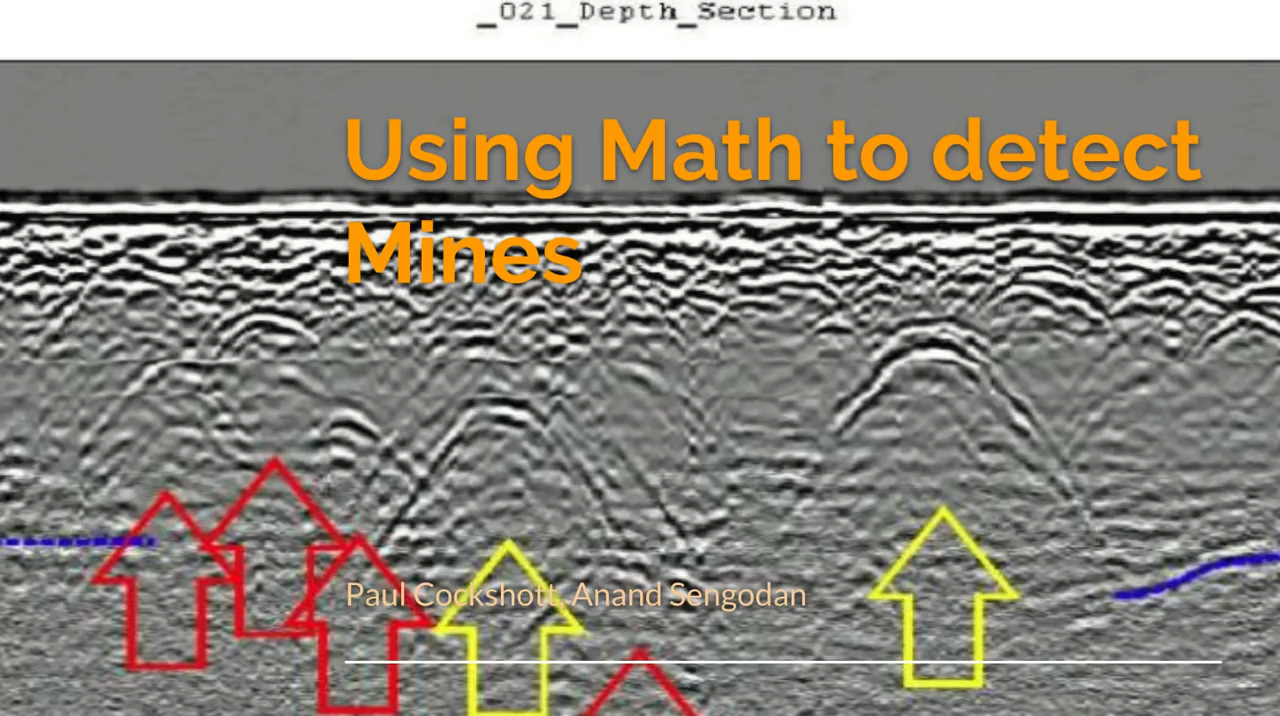 _021_Depth_Section
Using Math to detect
Mines
Paul Cockshott, Anand Sengodan